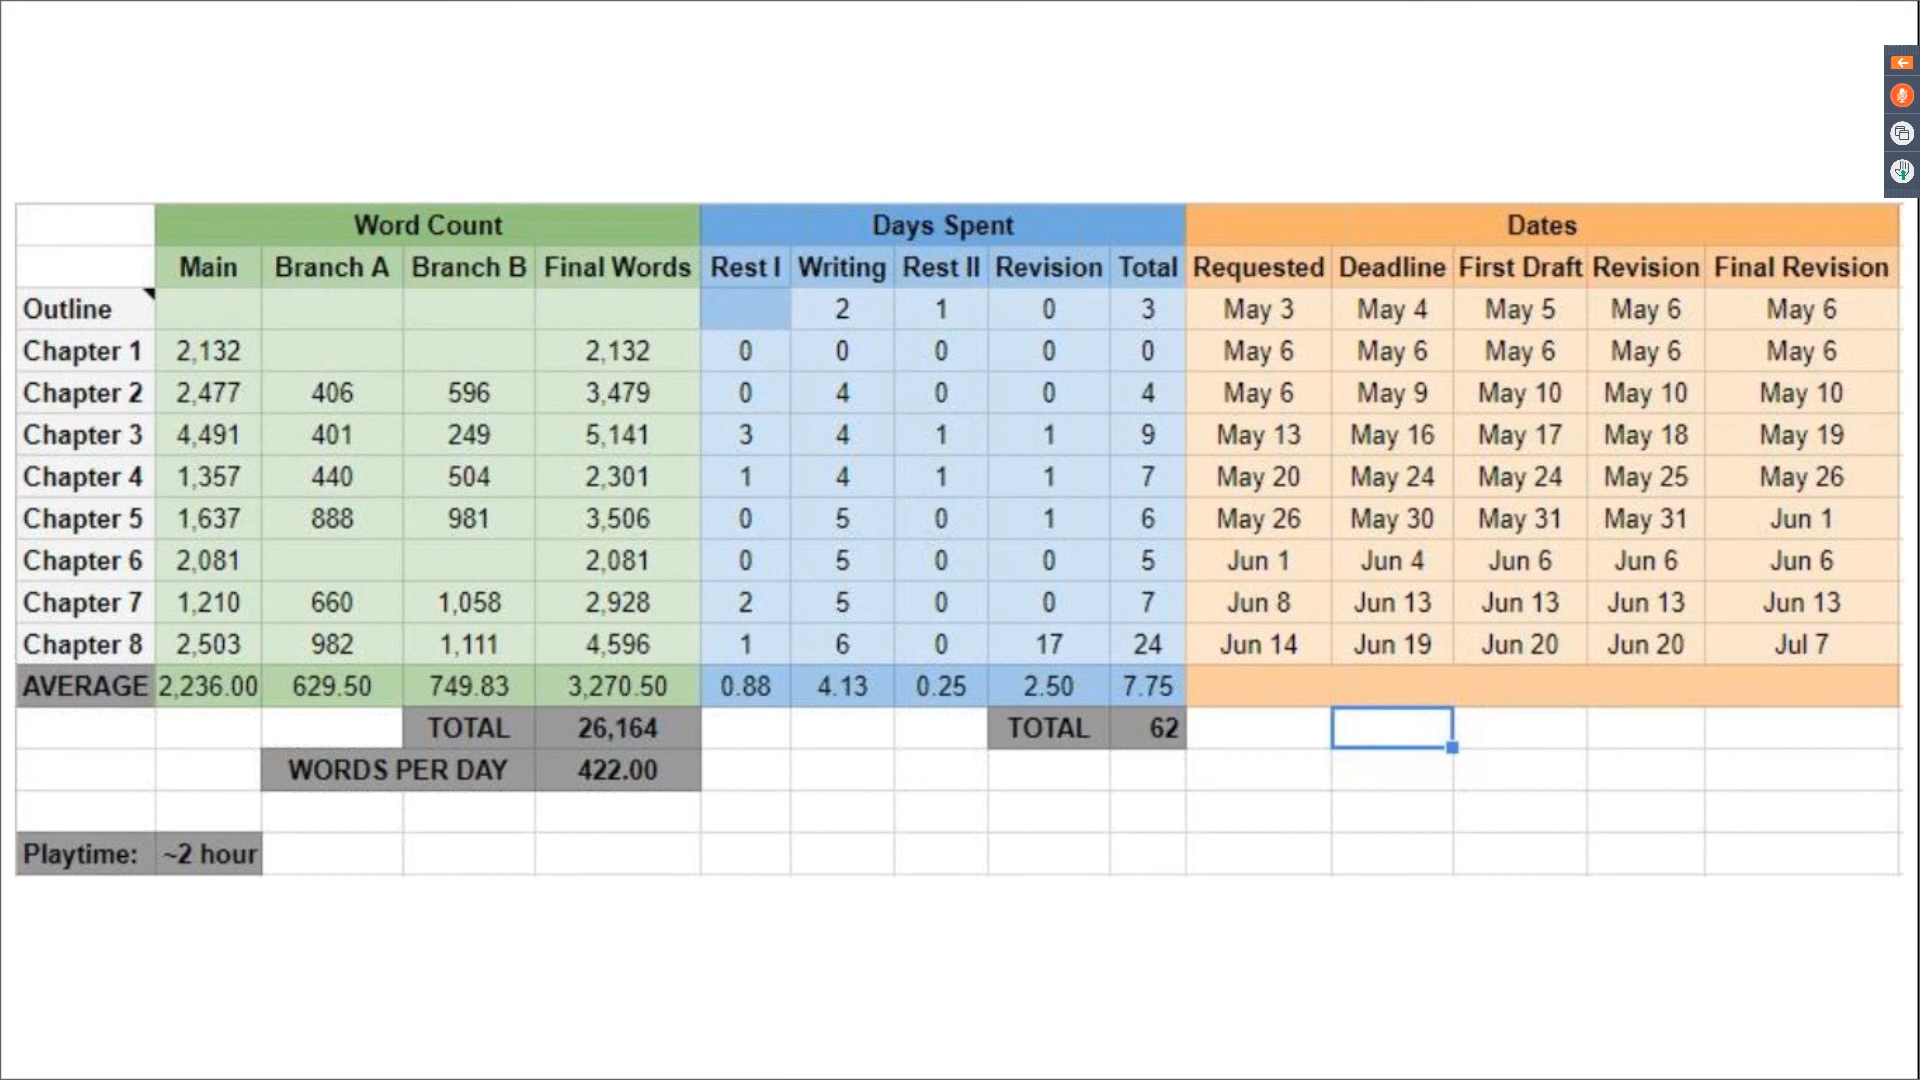 Word Count Days Spent Dates
Main Branch A Branch B Final Words Rest I Writing Rest II Revision Total Requested Deadline First Draft Revision Final Revision
Outline 2 1 0 3 May 3 May 4 May 5 May 6 May 6
Chapter 1 2,132 2,132 0 0 0 0 0 May 6 May 6 May 6 May 6 May 6
Chapter 2 2,477 406 596 3,479 0 4 0 0 4 May 6 May 9 May 10 May 10 May 10
Chapter 3 4,491 401 249 5,141 3 4 1 1 9 May 13 May 16 May 17 May 18 May 19
Chapter 4 1,357 440 504 2,301 1 4 1 1 7 May 20 May 24 May 24 May 25 May 26
Chapter 5 1,637 888 981 3,506 0 5 0 1 6 May 26 May 30 May 31 May 31 Jun 1
Chapter 6 2,081 2,081 0 5 0 0 5 Jun 1 Jun 4 Jun 6 Jun 6 Jun 6
Chapter 7 1,210 660 1,058 2,928 2 5 0 0 7 Jun 8 Jun 13 Jun 13 Jun 13 Jun 13
Chapter 8 2,503 982 1,111 4,596 1 6 0 17 24 Jun 14 Jun 19 Jun 20 Jun 20 Jul 7
AVERAGE 2,236.00 629.50 749.83 3,270.50 0.88 4.13 0.25 2.50 7.75
TOTAL 26,164 TOTAL 62
WORDS PER DAY 422.00
Playtime: ~2 hour